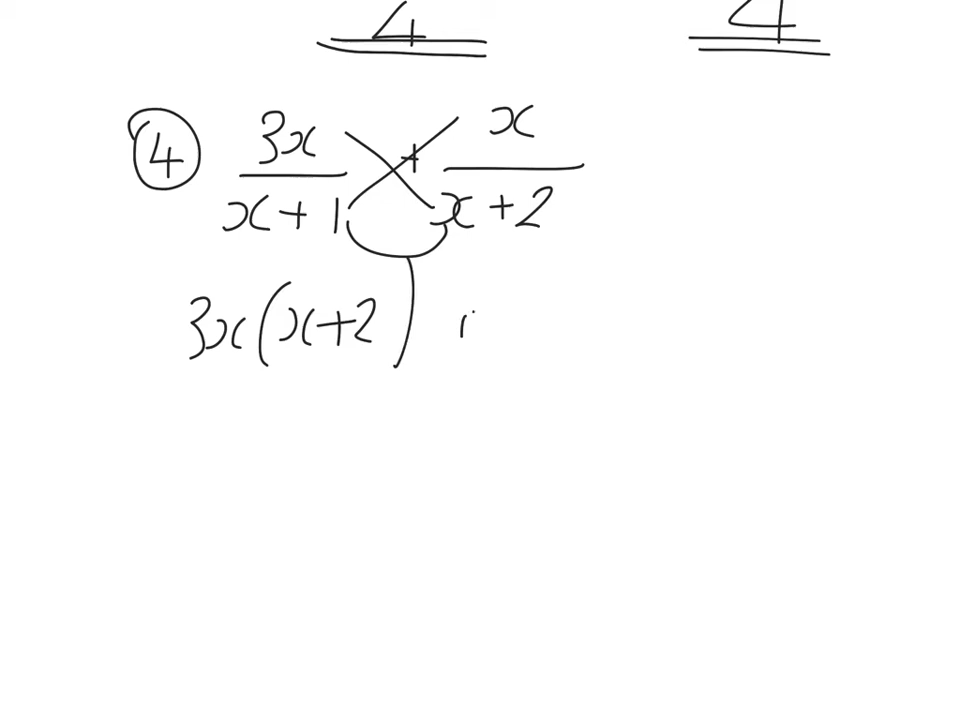 4 4
④ 3x + x
x + 1 x + 2
3x(x+2)